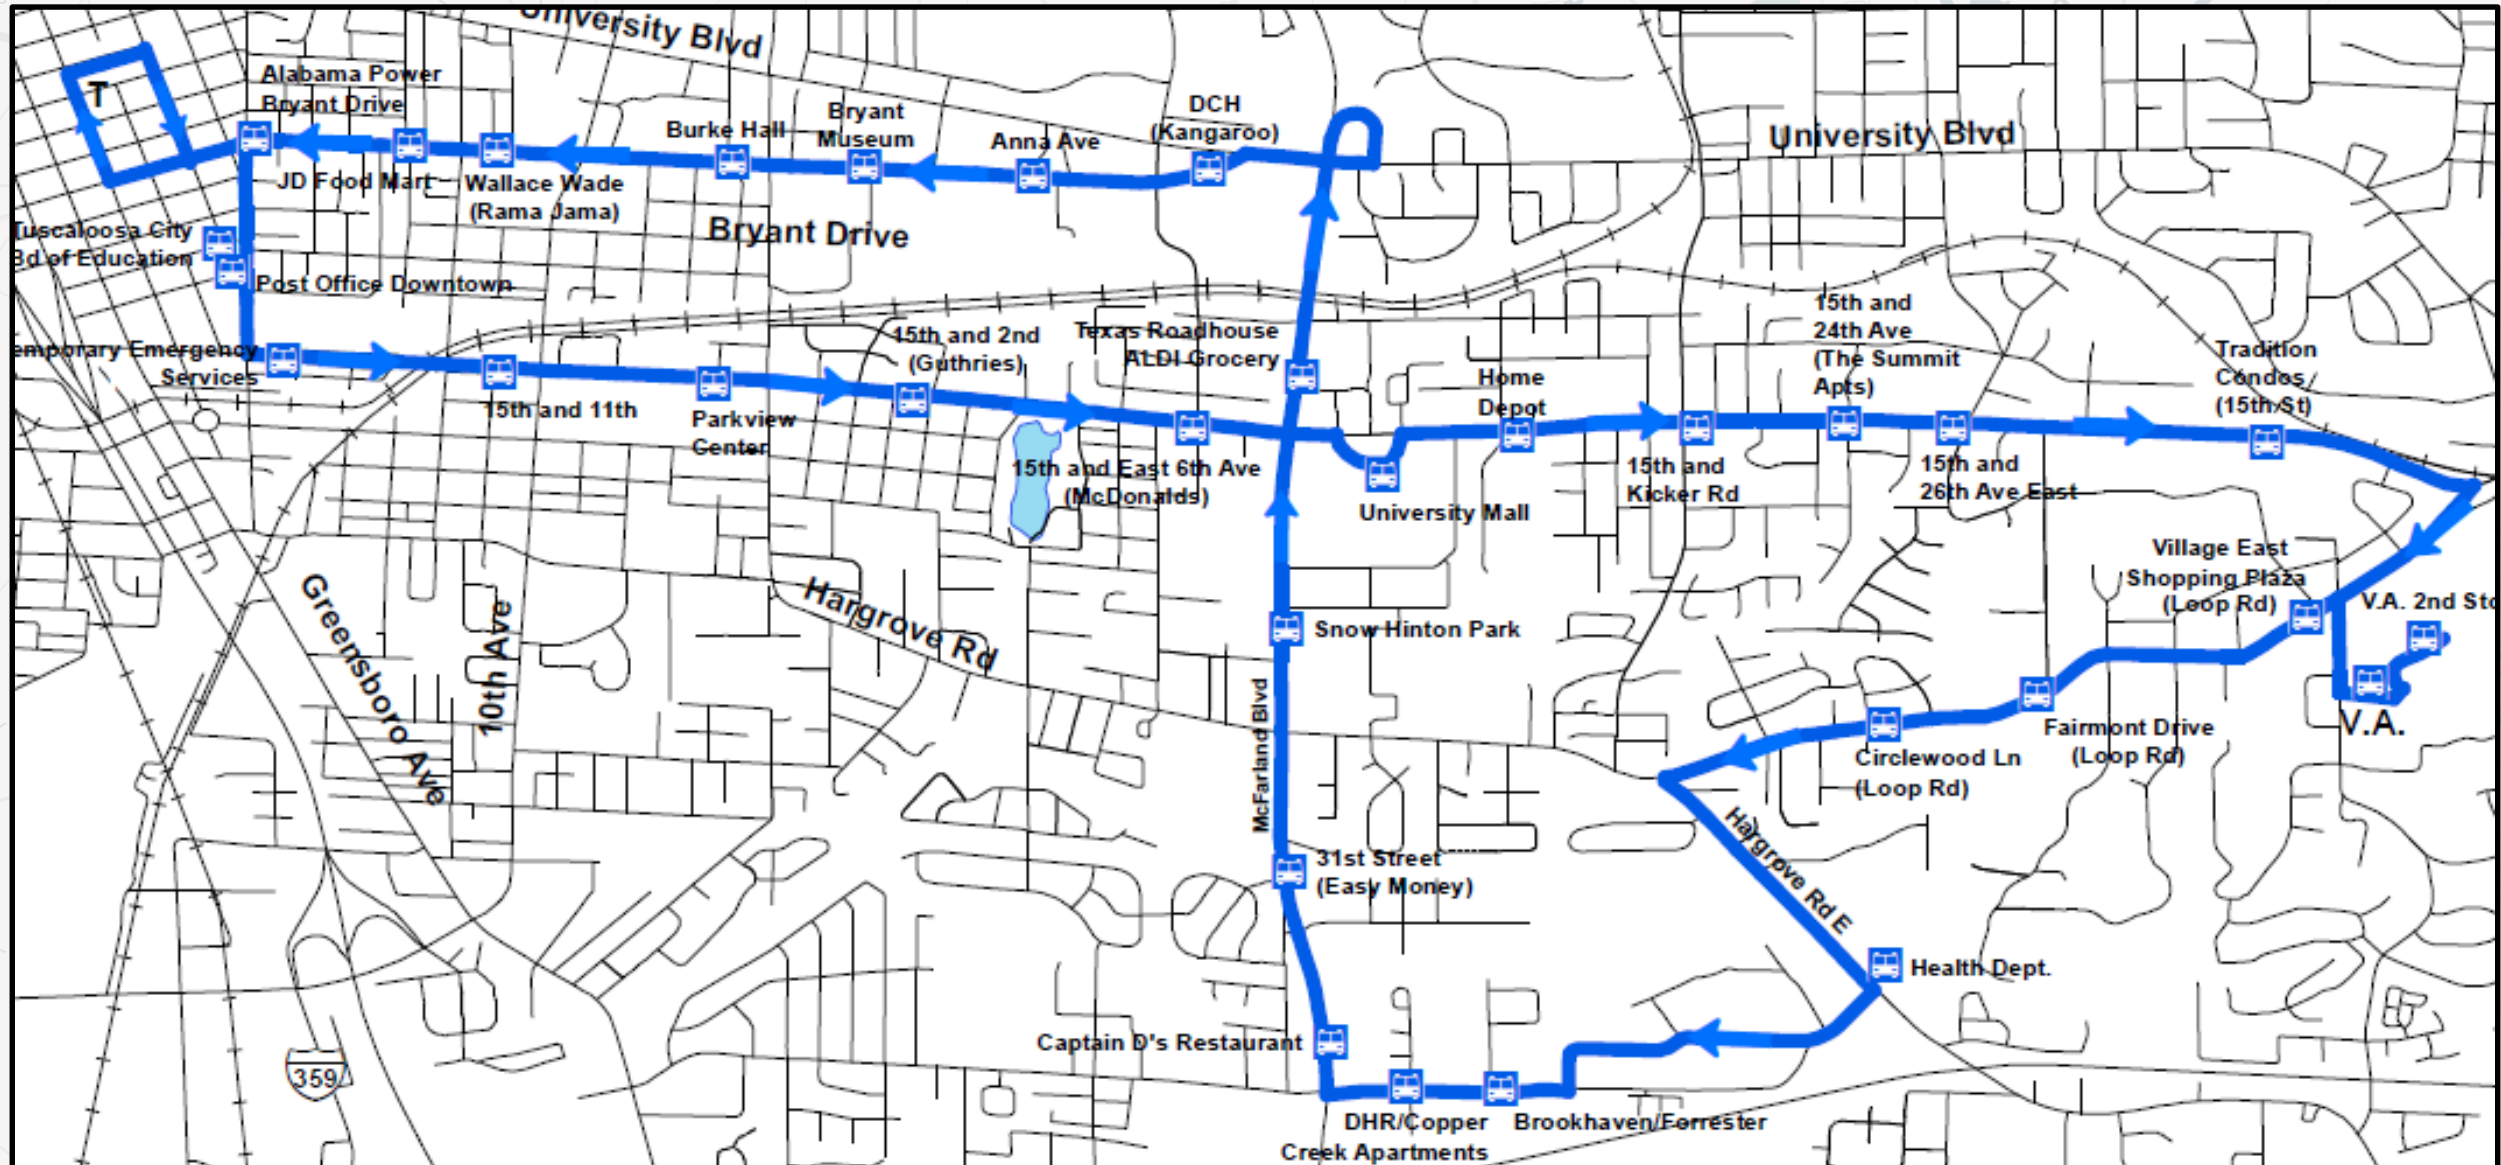 University Blvd
T
Alabama Power
Bryant Drive
JD Food Mart
Wallace Wade
(Rama Jama)
Burke Hall
Bryant
Museum
Anna Ave
DCH
(Kangaroo)
University Blvd
Bryant Drive
Tuscaloosa City
Bd of Education
Post Office Downtown
emporary Emergency
Services
15th and 11th
Parkview
Center
15th and 2nd
(Guthries)
Texas Roadhouse
ALDI Grocery
15th and East 6th Ave
(McDonalds)
University Mall
Home
Depot
15th and
Kicker Rd
15th and
24th Ave
(The Summit
Apts)
15th and
26th Ave East
Tradition
Condos
(15th St)
Village East
Shopping Plaza
(Loop Rd)
V.A. 2nd Sto
V.A.
Fairmont Drive
(Loop Rd)
Circlewood Ln
(Loop Rd)
Hargrove Rd E
Health Dept.
Greensboro Ave
10th Ave
Hargrove Rd
Snow Hinton Park
McFarland Blvd
31st Street
(Easy Money)
Captain D's Restaurant
DHR/Copper
Creek Apartments
Brookhaven/Forrester
359